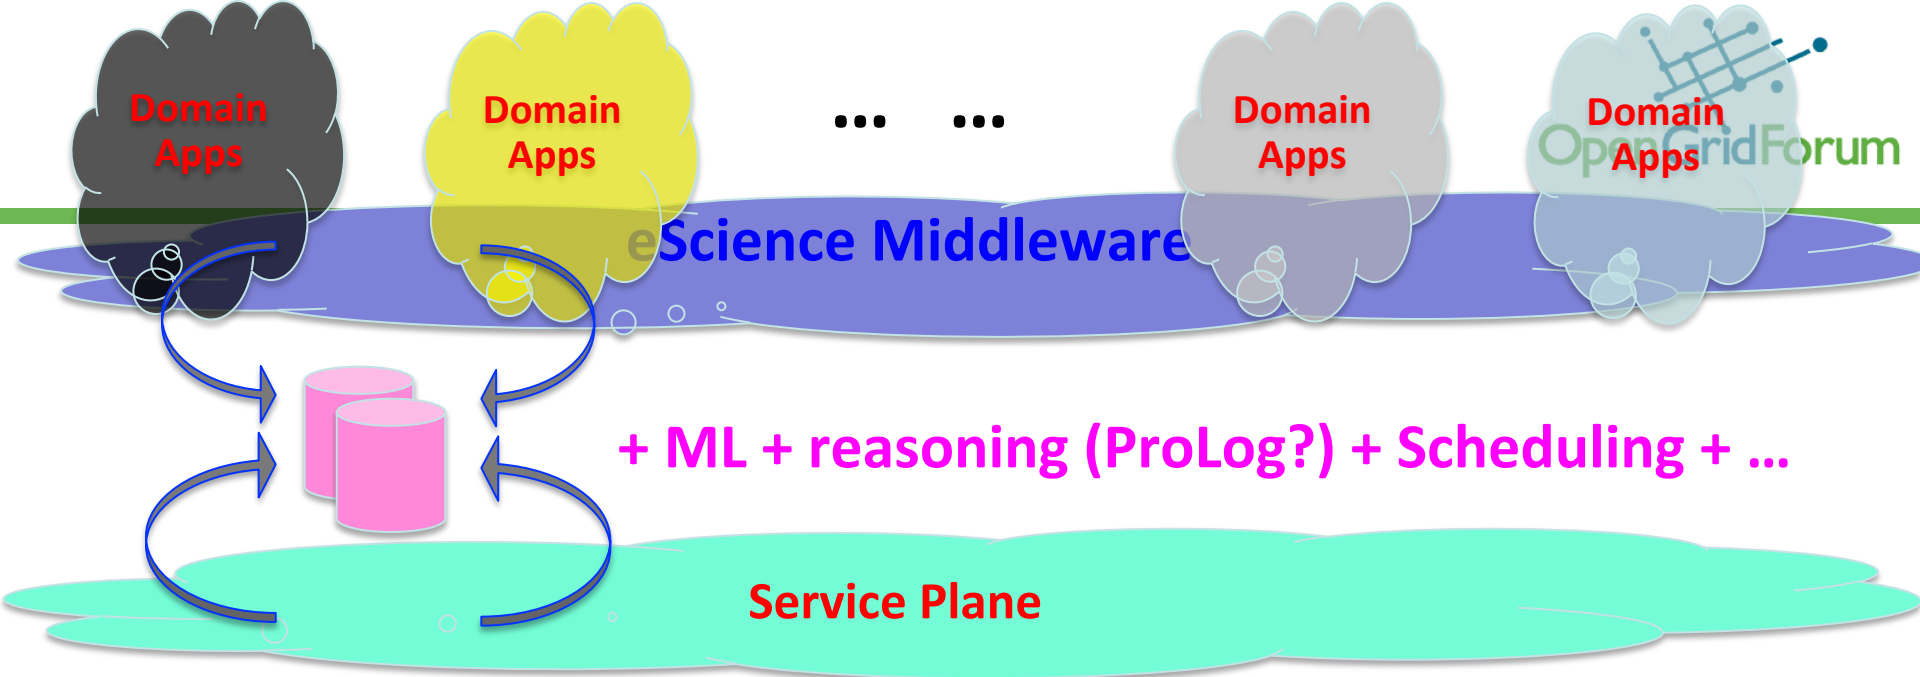 Domain
Apps
Domain
Apps
... ...
Domain
Apps
Domain
Apps
OpenGridForum
eScience Middleware
+ ML + reasoning (ProLog?) + Scheduling + ...
Service Plane